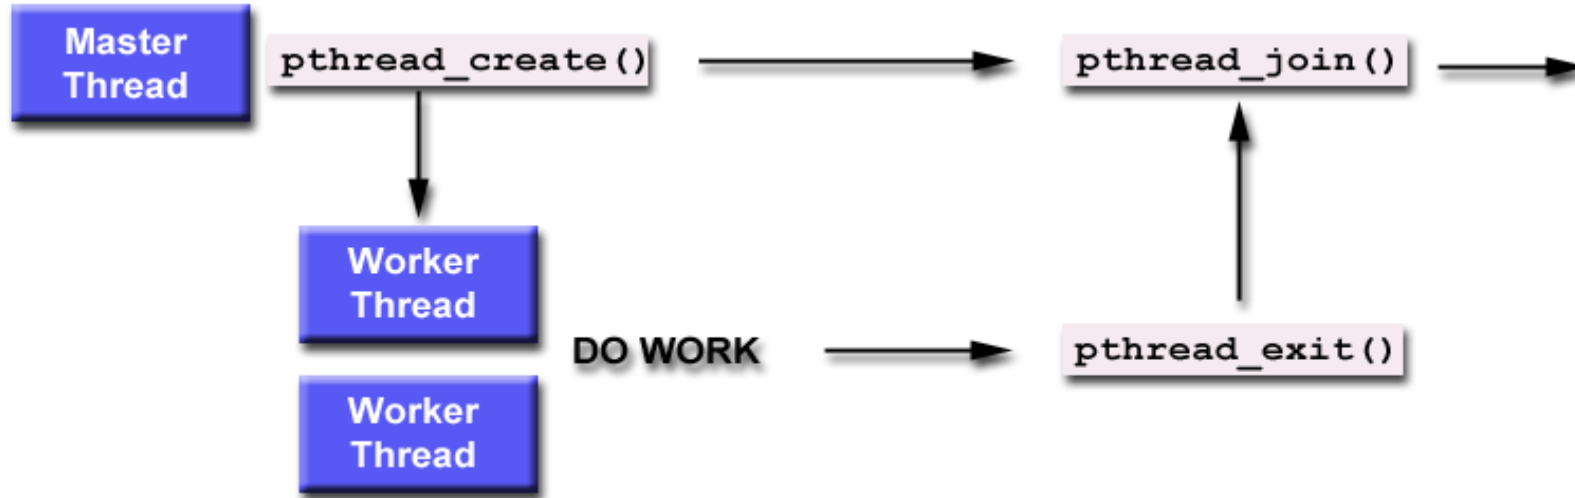 Master
Thread
pthread_create()
pthread_join()
Worker
Thread
DO WORK
pthread_exit()
Worker
Thread